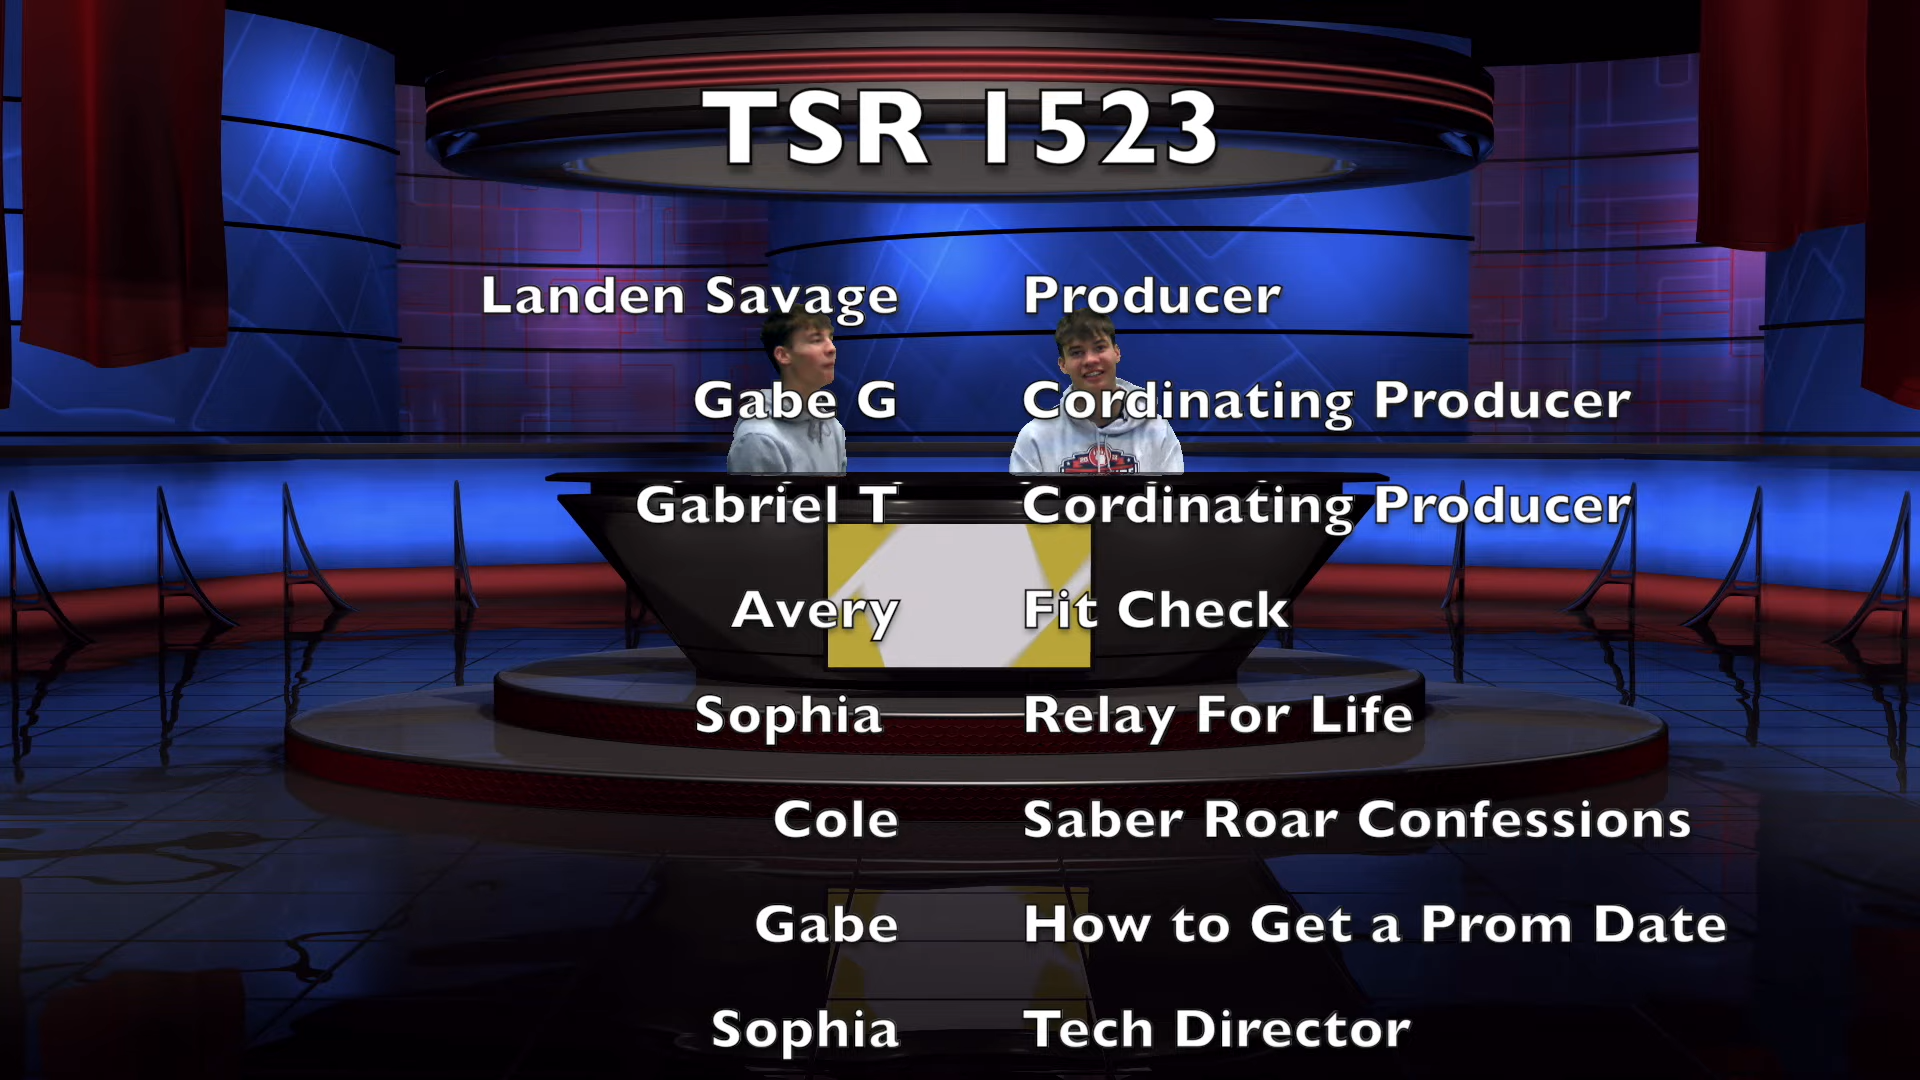 TSR 1523
Landen Savage Producer
Gabe G Cordinating Producer
Gabriel T Cordinating Producer
Avery Fit Check
Sophia Relay For Life
Cole Saber Roar Confessions
Gabe How to Get a Prom Date
Sophia Tech Director